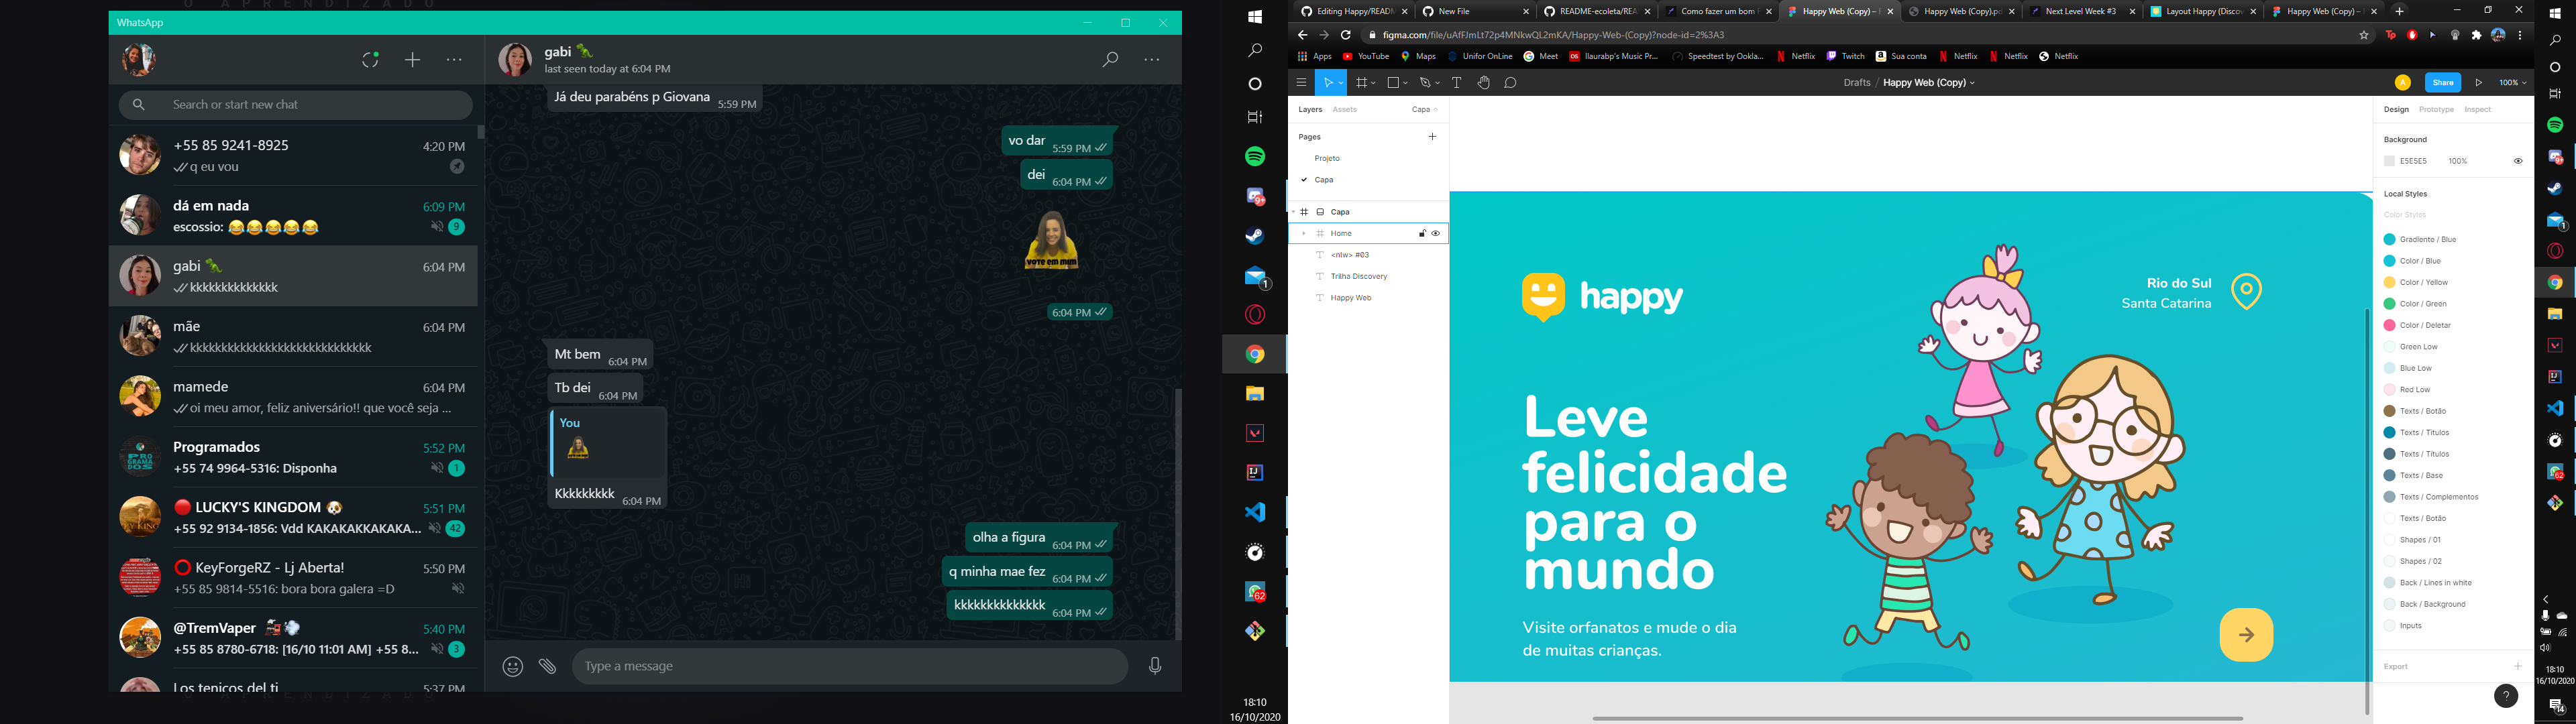 O APRENDIZADO
WhatsApp
gabi 🦖
last seen today at 6:04 PM
Search or start new chat
+55 85 9241-8925
4:20 PM
q eu vou
dá em nada
6:09 PM
escossio: 😂😂😂😂😂
9
gabi 🦖
6:04 PM
kkkkkkkkkkkkkk
mãe
6:04 PM
kkkkkkkkkkkkkkkkkkkkkkkkkkkkk
mamede
6:04 PM
oi meu amor, feliz aniversário!! que você seja ...
Programados
5:52 PM
+55 74 9964-5316: Disponha
1
🔴 LUCKY'S KINGDOM 🐶
5:51 PM
+55 92 9134-1856: Vdd KAKAKAKKAKAKA...
42
⭕ KeyForgeRZ - Lj Aberta!
5:50 PM
+55 85 9814-5516: bora bora galera =D
@TremVaper 🚂💨
5:40 PM
+55 85 8780-6718: [16/10 11:01 AM] +55 8...
3
Los tenicos del ti
5:37 PM
Já deu parabéns p Giovana 5:59 PM
vo dar 5:59 PM
dei 6:04 PM
VOTE EM MIM
6:04 PM
Mt bem 6:04 PM
Tb dei 6:04 PM
You
Kkkkkkkkk 6:04 PM
olha a figura 6:04 PM
q minha mae fez 6:04 PM
kkkkkkkkkkkkkk 6:04 PM
Type a message
18:10
16/10/2020
Editing Happy/READM
New File
README-ecoleta/REA
Como fazer um bom R
Happy Web (Copy) –
Happy Web (Copy).pd
Next Level Week #3
Layout Happy (Discov
Happy Web (Copy) –
figma.com/file/uAfFJmLt72p4MNkwQL2mKA/Happy-Web-(Copy)?node-id=2%3A3
Apps
YouTube
Maps
Unifor OnLine
Meet
Ilaurabp's Music Pr...
Speedtest by Ookla...
Netflix
Twitch
Sua conta
Netflix
Netflix
Netflix
Drafts / Happy Web (Copy)
A
Share
100%
Layers
Assets
Capa
Pages
Projeto
Capa
Capa
Home
<nlw> #03
Trilha Discovery
Happy Web
happy
Rio do Sul
Santa Catarina
Leve
felicidade
para o
mundo
Visite orfanatos e mude o dia
de muitas crianças.
Design
Prototype
Inspect
Background
E5E5E5
100%
Local Styles
Color Styles
Gradiente / Blue
Color / Blue
Color / Yellow
Color / Green
Color / Deletar
Green Low
Blue Low
Red Low
Texts / Botão
Texts / Titulos
Texts / Títulos
Texts / Base
Texts / Complementos
Texts / Botão
Shapes / 01
Shapes / 02
Back / Lines in white
Back / Background
Inputs
Export
?
18:10
16/10/2020
O APRENDIZADO